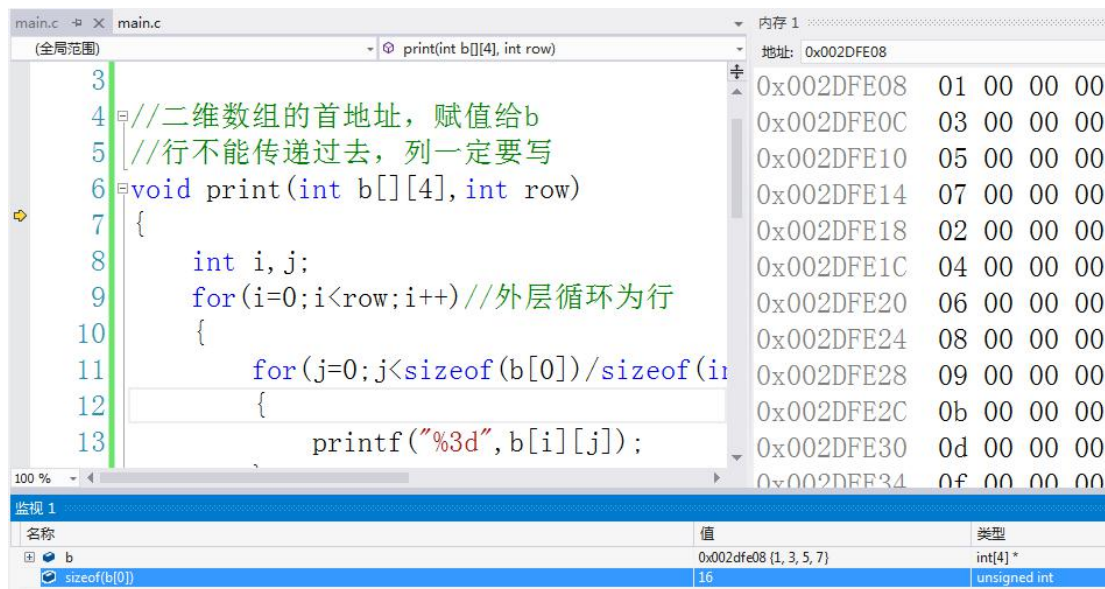 main.c main.c
(全局范围) print(int b[][4], int row)
3
4 //二维数组的首地址，赋值给b
5 //行不能传递过去，列一定要写
6 void print(int b[][4],int row)
7 {
8 int i,j;
9 for(i=0;i<row;i++)//外层循环为行
10 {
11 for(j=0;j<sizeof(b[0])/sizeof(in
12 {
13 printf("%3d",b[i][j]);
100 %
内存 1
地址: 0x002DFE08
0x002DFE08 01 00 00 00
0x002DFE0C 03 00 00 00
0x002DFE10 05 00 00 00
0x002DFE14 07 00 00 00
0x002DFE18 02 00 00 00
0x002DFE1C 04 00 00 00
0x002DFE20 06 00 00 00
0x002DFE24 08 00 00 00
0x002DFE28 09 00 00 00
0x002DFE2C 0b 00 00 00
0x002DFE30 0d 00 00 00
0x002DFE34 0f 00 00 00
监视 1
名称 值 类型
b 0x002dfe08 {1, 3, 5, 7} int[4] *
sizeof(b[0]) 16 unsigned int